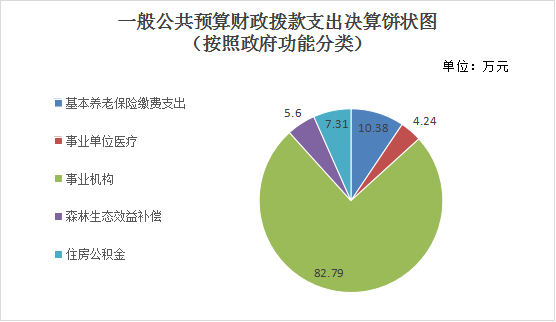 一般公共预算财政拨款支出决算饼状图
（按照政府功能分类）
单位：万元
基本养老保险缴费支出
事业单位医疗
事业机构
森林生态效益补偿
住房公积金
5.6
7.31
10.38
4.24
82.79